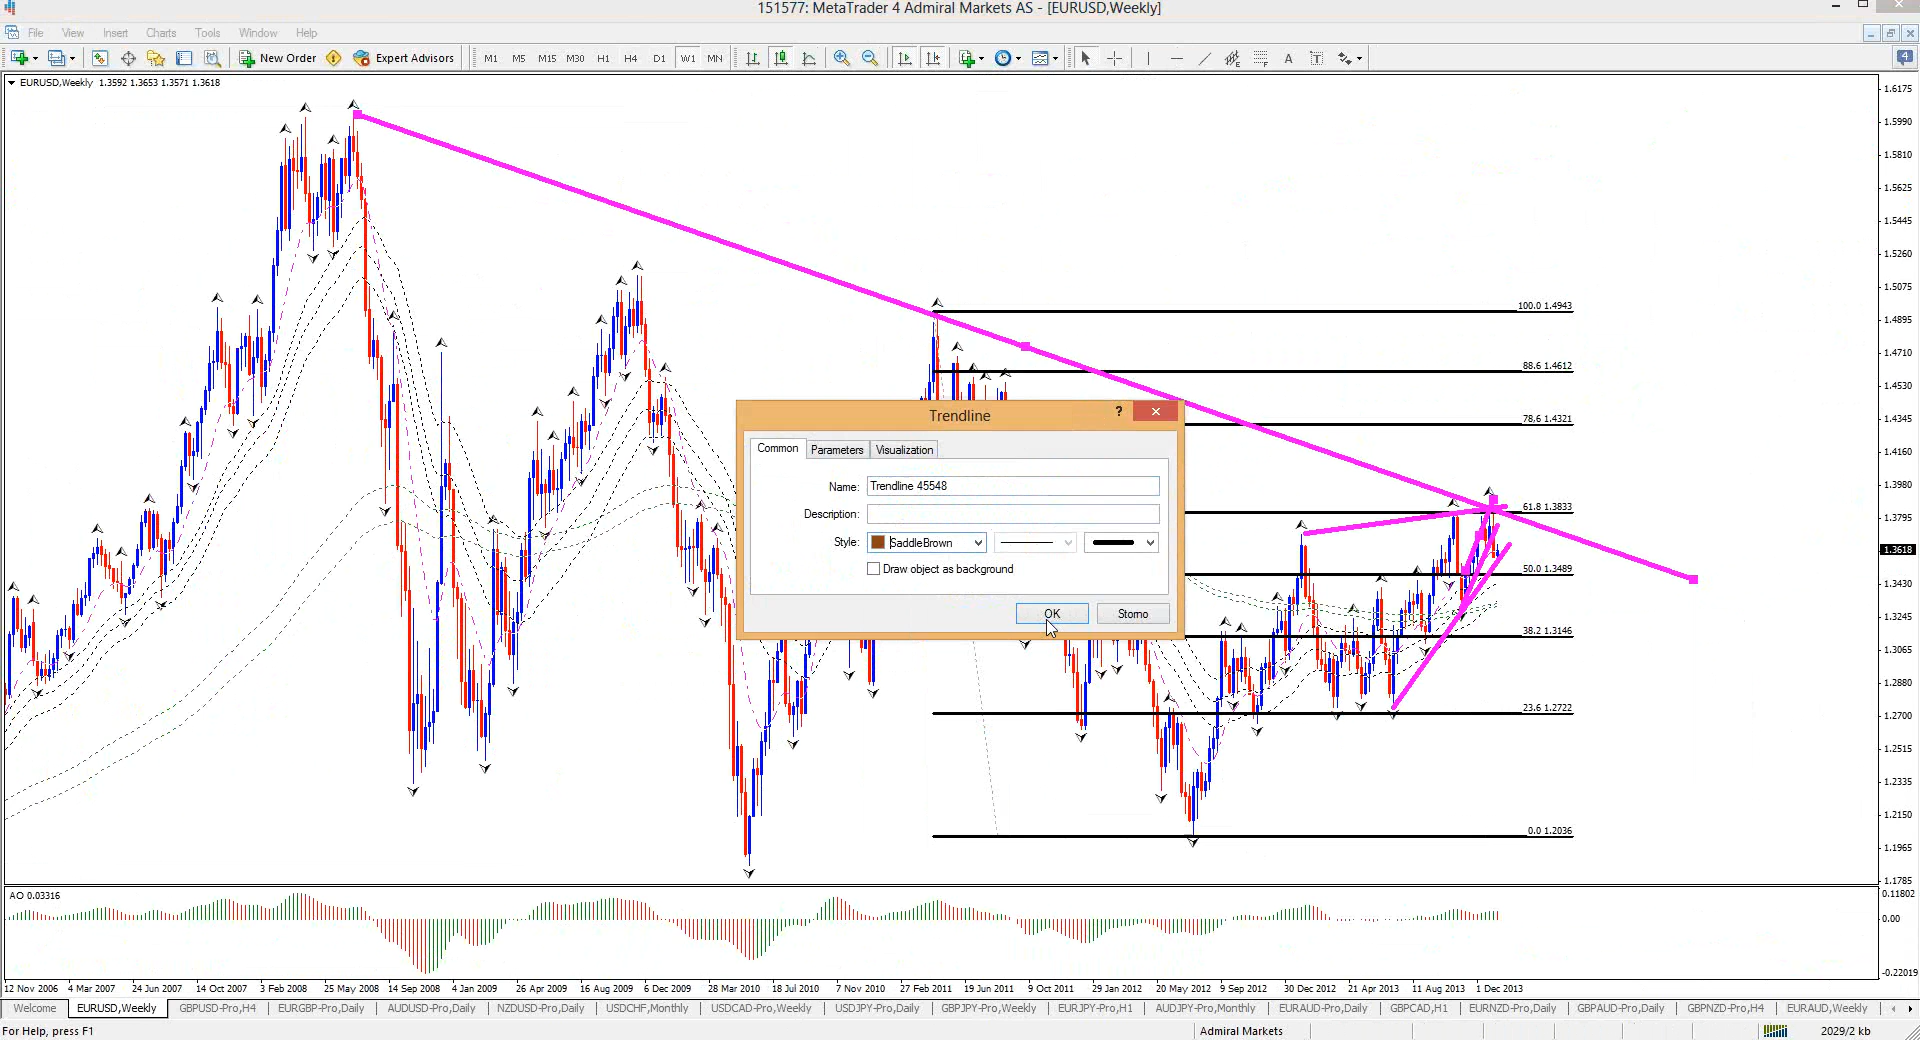 151577: MetaTrader 4 Admiral Markets AS - [EURUSD,Weekly]
File View Insert Charts Tools Window Help
New Order Expert Advisors M1 M5 M15 M30 H1 H4 D1 W1 MN A T
4
EURUSD,Weekly 1.3592 1.3653 1.3571 1.3618
1.6175
1.5990
1.5810
1.5625
1.5445
1.5260
1.5075
1.4895
1.4710
1.4530
1.4345
1.4160
1.3980
1.3795
1.3618
1.3430
1.3245
1.3065
1.2880
1.2700
1.2515
1.2335
1.2150
1.1965
1.1785
100.0 1.4943
88.6 1.4612
78.6 1.4321
61.8 1.3833
50.0 1.3489
38.2 1.3146
23.6 1.2722
0.0 1.2036
Trendline ?
Common Parameters Visualization
Name: Trendline 45548
Description:
Style: SaddleBrown
Draw object as background
OK Storno
AO 0.03316
0.11802
0.00
-0.22019
12 Nov 2006 4 Mar 2007 24 Jun 2007 14 Oct 2007 3 Feb 2008 25 May 2008 14 Sep 2008 4 Jan 2009 26 Apr 2009 16 Aug 2009 6 Dec 2009 28 Mar 2010 18 Jul 2010 7 Nov 2010 27 Feb 2011 19 Jun 2011 9 Oct 2011 29 Jan 2012 20 May 2012 9 Sep 2012 30 Dec 2012 21 Apr 2013 11 Aug 2013 1 Dec 2013
Welcome EURUSD,Weekly GBPUSD-Pro,H4 EURGBP-Pro,Daily AUDUSD-Pro,Daily NZDUSD-Pro,Daily USDCHF,Monthly USDCAD-Pro,Weekly USDJPY-Pro,Daily GBPJPY-Pro,Weekly EURJPY-Pro,H1 AUDJPY-Pro,Monthly EURAUD-Pro,Daily GBPCAD,H1 EURNZD-Pro,Daily GBPAUD-Pro,Daily GBPNZD-Pro,H4 EURAUD,Weekly
For Help, press F1 Admiral Markets 2029/2 kb